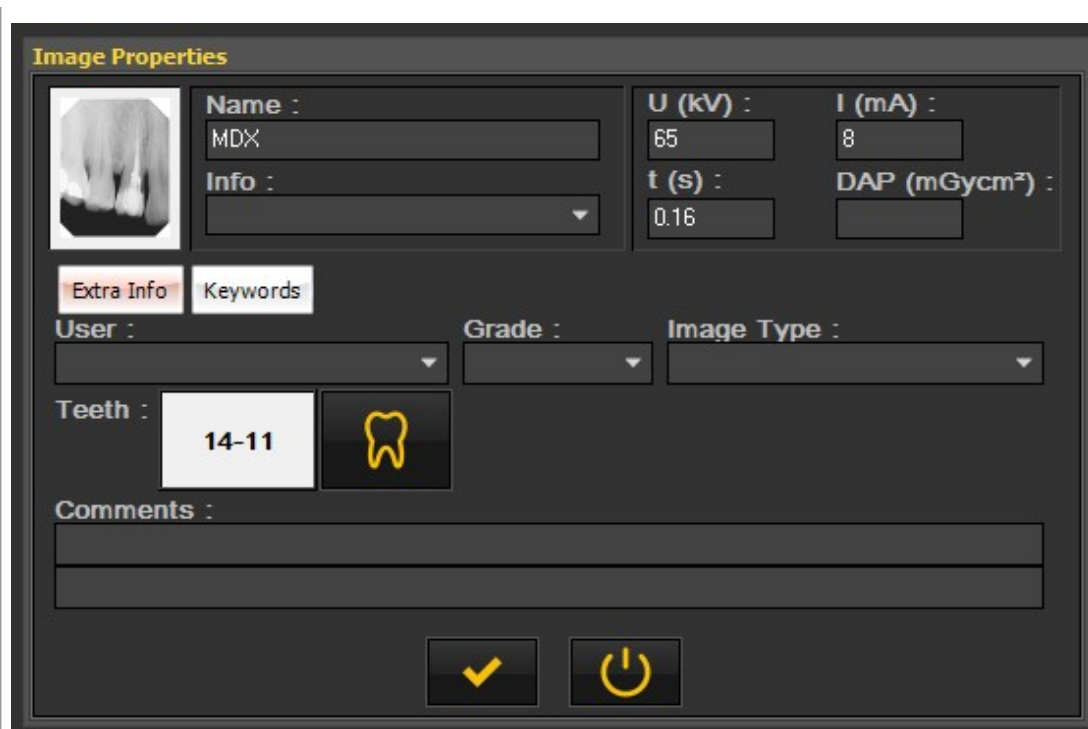 Image Properties
Name :
MDX
Info :
U (kV) :
65
I (mA) :
8
t (s) :
0.16
DAP (mGycm²) :
Extra Info
Keywords
User :
Grade :
Image Type :
Teeth :
14-11
Comments :